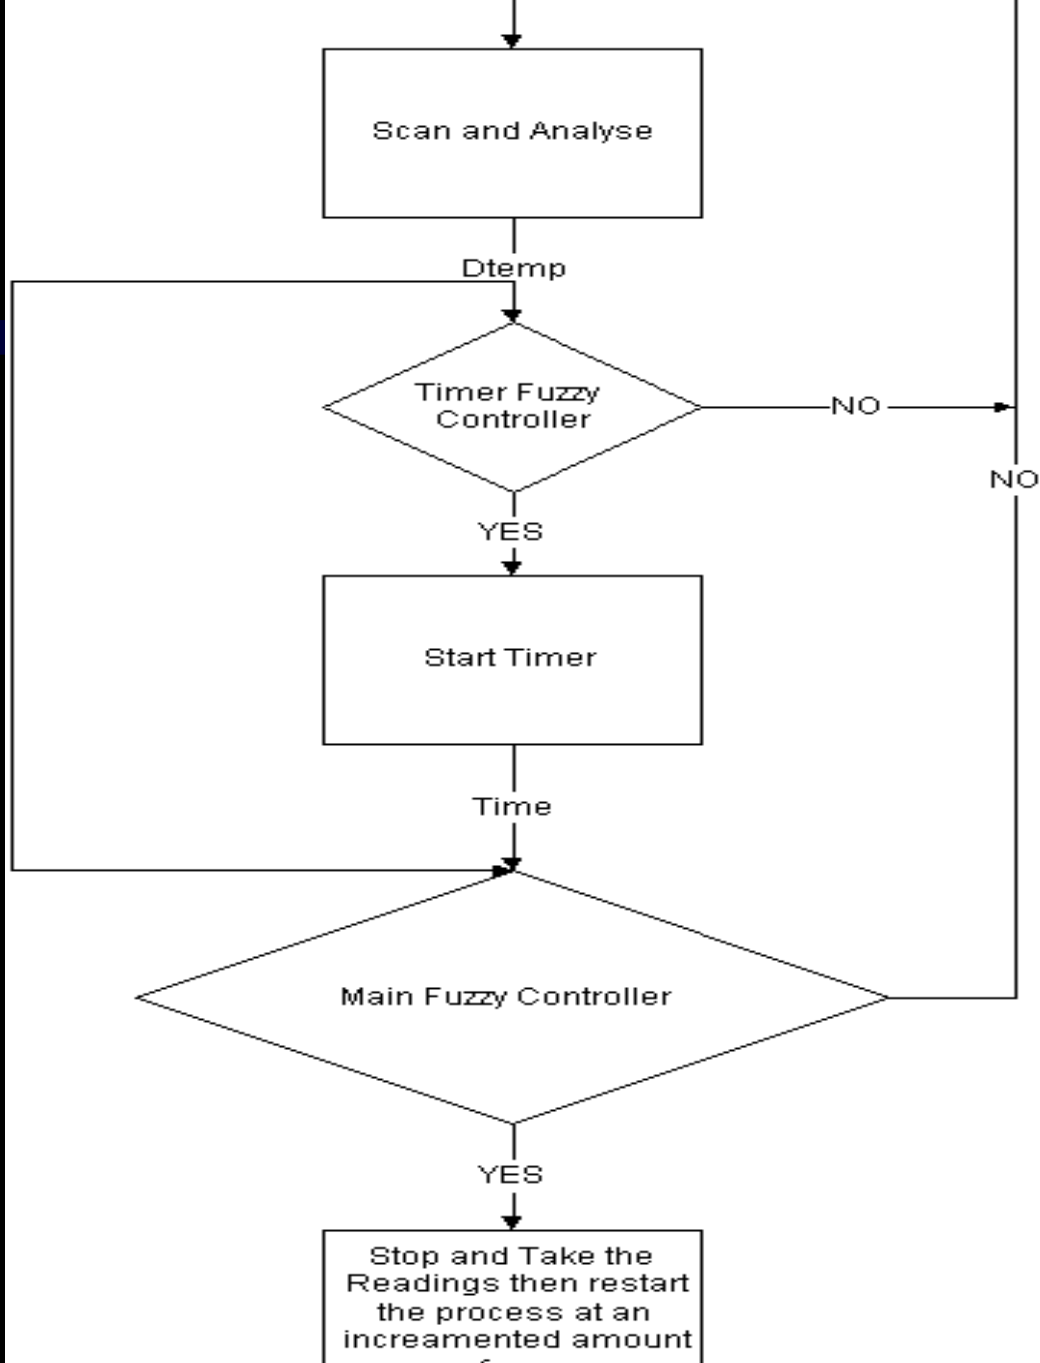 Scan and Analyse
Dtemp
Timer Fuzzy
Controller
NO
NO
YES
Start Timer
Time
Main Fuzzy Controller
YES
Stop and Take the
Readings then restart
the process at an
increamented amount